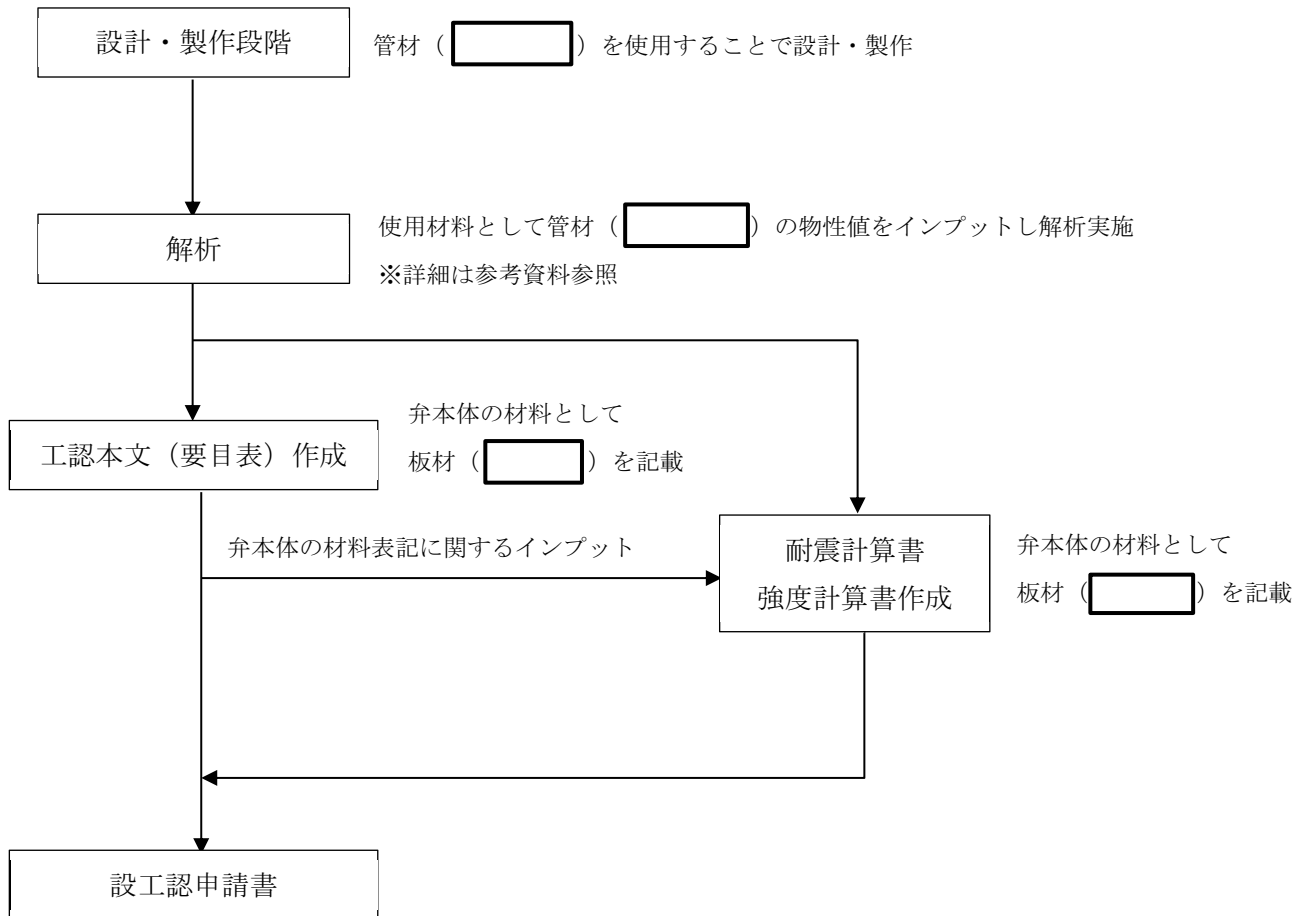 設計・製作段階
管材（　　　）を使用することで設計・製作
解析
使用材料として管材（　　　）の物性値をインプットし解析実施
※詳細は参考資料参照
工認本文（要目表）作成
弁本体の材料として
板材（　　　）を記載
弁本体の材料表記に関するインプット
耐震計算書
強度計算書作成
弁本体の材料として
板材（　　　）を記載
設工認申請書